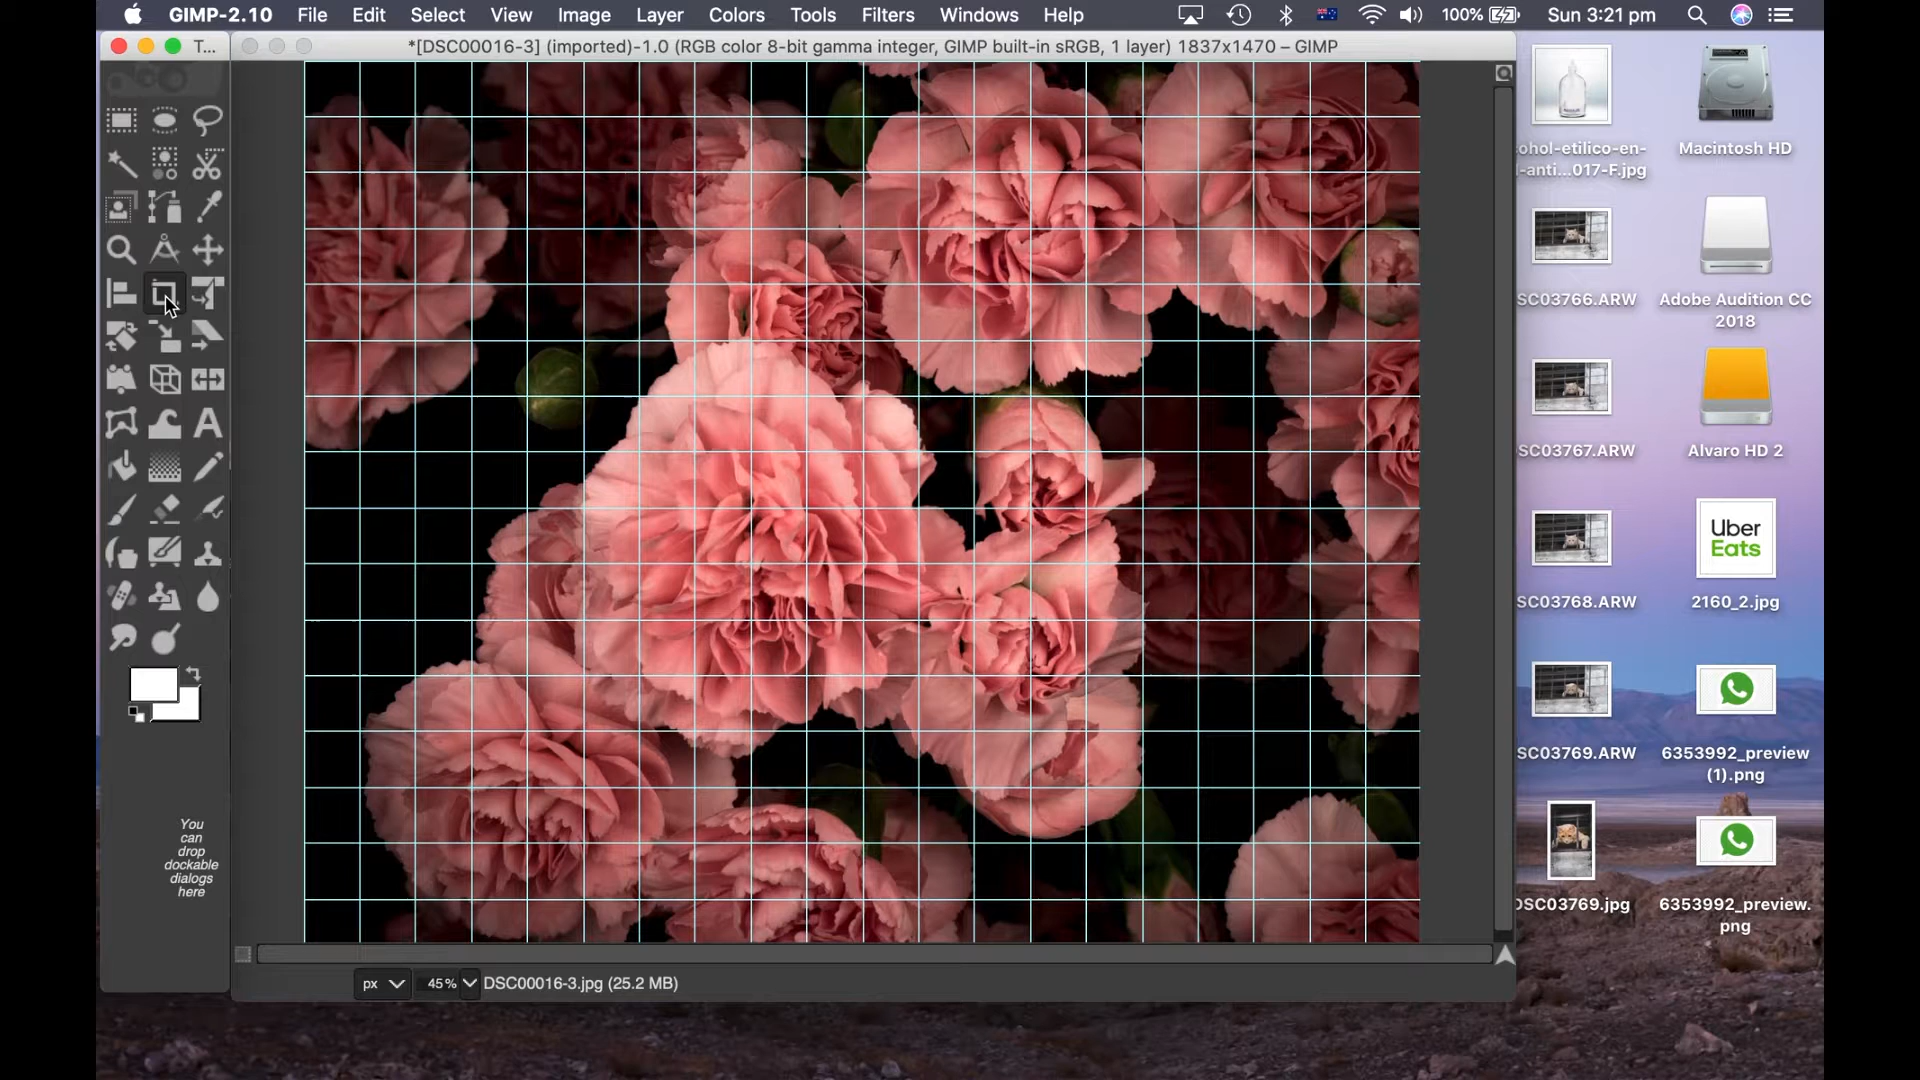 GIMP-2.10 File Edit Select View Image Layer Colors Tools Filters Windows Help 100% Sun 3:21 pm
T...
*[DSC00016-3] (imported)-1.0 (RGB color 8-bit gamma integer, GIMP built-in sRGB, 1 layer) 1837x1470 – GIMP
ohol-etilico-en-
l-anti...017-F.jpg
Macintosh HD
SC03766.ARW
Adobe Audition CC
2018
SC03767.ARW
Alvaro HD 2
Uber
Eats
SC03768.ARW
2160_2.jpg
SC03769.ARW
6353992_preview
(1).png
DSC03769.jpg
6353992_preview.
png
A
You
can
drop
dockable
dialogs
here
px 45% DSC00016-3.jpg (25.2 MB)